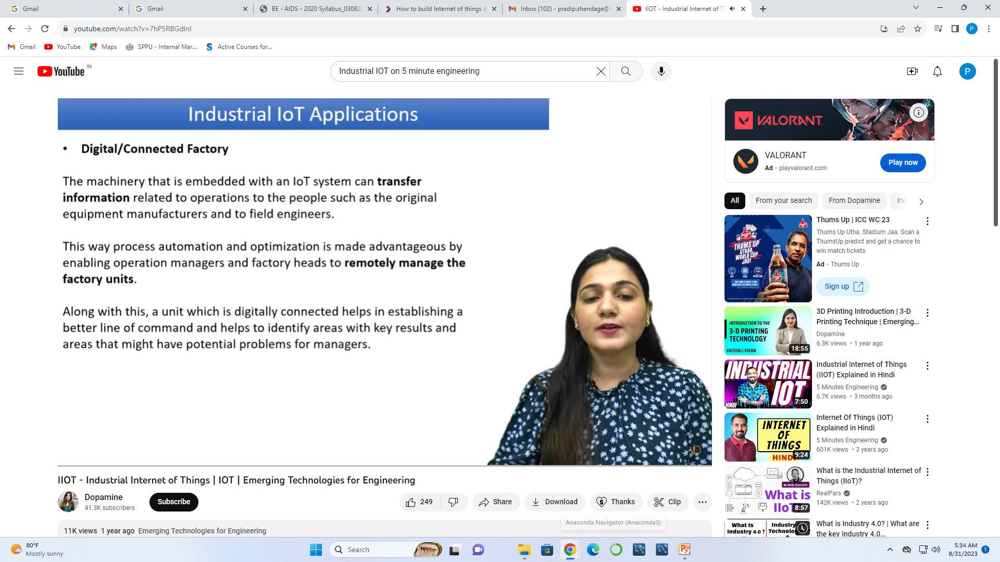 Gmail
Gmail
BE - AIDS - 2020 Syllabus_03082
How to build Internet of things (
Inbox (102) - pradip.shendage@
IIOT - Industrial Internet of T
youtube.com/watch?v=7hP5RBGdlnI
P
Gmail
YouTube
Maps
SPPU - Internal Mar...
Active Courses for...
YouTube IN
Industrial IOT on 5 minute engineering
P
Industrial IoT Applications
• Digital/Connected Factory
The machinery that is embedded with an IoT system can transfer
information related to operations to the people such as the original
equipment manufacturers and to field engineers.
This way process automation and optimization is made advantageous by
enabling operation managers and factory heads to remotely manage the
factory units.
Along with this, a unit which is digitally connected helps in establishing a
better line of command and helps to identify areas with key results and
areas that might have potential problems for managers.
IIOT - Industrial Internet of Things | IOT | Emerging Technologies for Engineering
Dopamine
41.3K subscribers
Subscribe
249
Share
Download
Thanks
Clip
Anaconda Navigator (Anaconda3)
11K views 1 year ago Emerging Technologies for Engineering
VALORANT
VALORANT
Ad · playvalorant.com
Play now
All
From your search
From Dopamine
THUMS UP
UTHAO
WORLD CUP
JAO!
Thums Up | ICC WC 23
Thums Up Utha. Stadium Jaa. Scan a
ThumsUp predict and get a chance to
win match tickets
Ad · Thums Up
Sign up
INTRODUCTION TO THE
3-D PRINTING
TECHNOLOGY
VAISHALI KIKAN
18:55
3D Printing Introduction | 3-D
Printing Technique | Emerging...
Dopamine
6.3K views • 1 year ago
INDUSTRIAL
IOT
HINDI
7:50
Industrial Internet of Things
(IIOT) Explained in Hindi
5 Minutes Engineering
6.7K views • 3 months ago
INTERNET
OF
THINGS
HINDI
9:24
Internet Of Things (IOT)
Explained in Hindi
5 Minutes Engineering
601K views • 3 years ago
By Wally Gastreich
What is
IIoT
8:57
What is the Industrial Internet of
Things (IIoT)?
RealPars
142K views • 2 years ago
What Is
Industry 4.0 ?
Industry
What is Industry 4.0? | What are
the key Industry 4.0...
80°F
Mostly sunny
Search
5:34 AM
8/31/2023
1